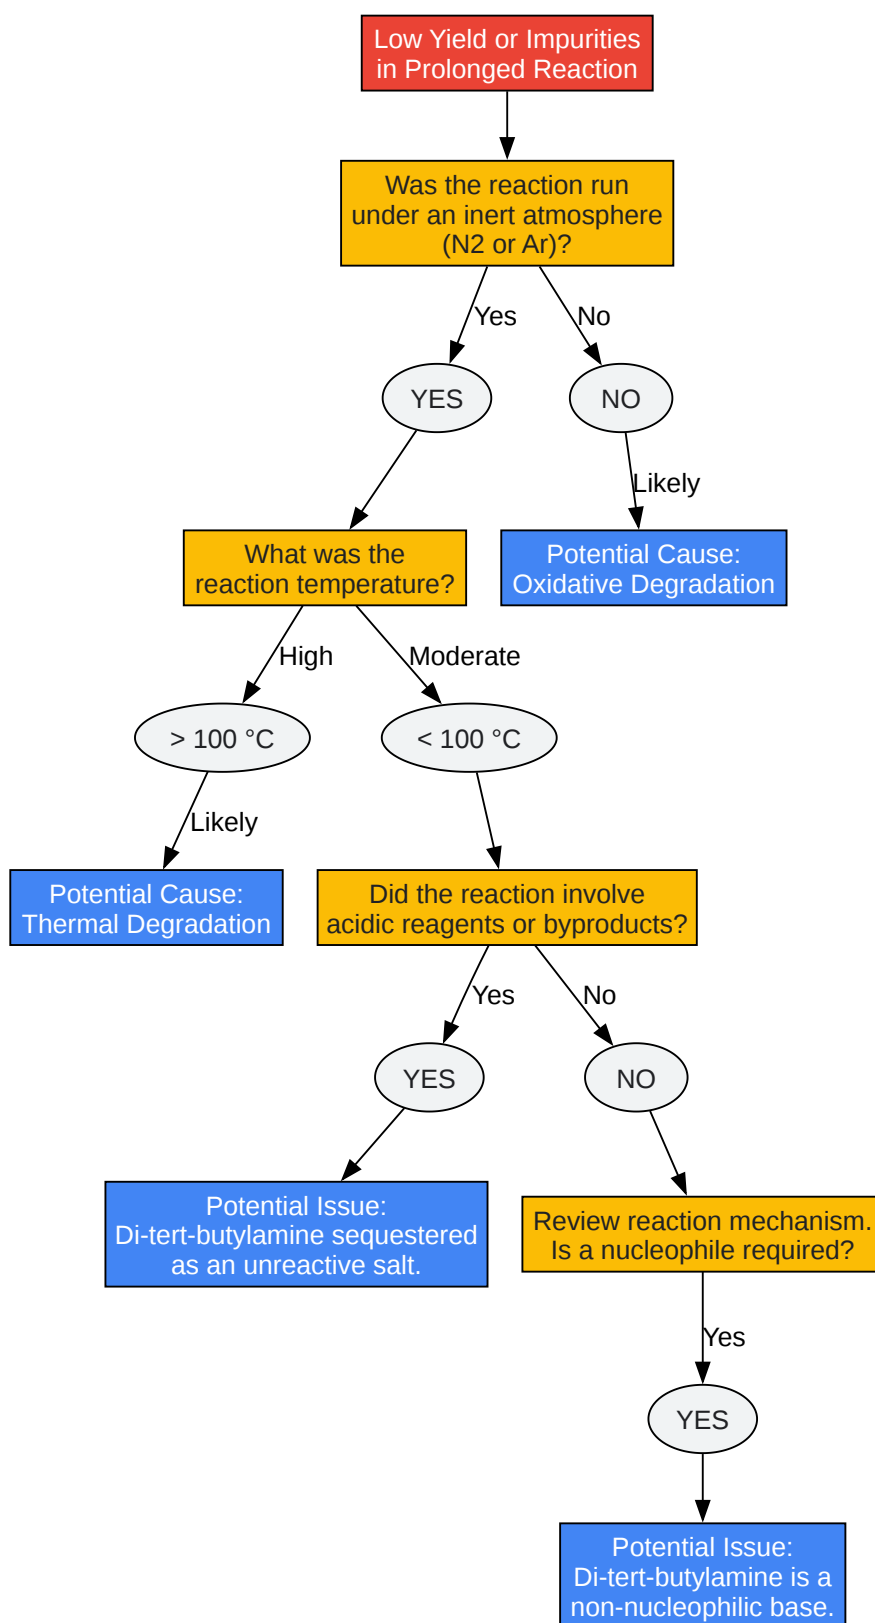 Low Yield or Impurities
in Prolonged Reaction
Was the reaction run
under an inert atmosphere
(N2 or Ar)?
Yes
No
YES
NO
Likely
What was the
reaction temperature?
Potential Cause:
Oxidative Degradation
High
Moderate
> 100 °C
< 100 °C
Likely
Potential Cause:
Thermal Degradation
Did the reaction involve
acidic reagents or byproducts?
Yes
No
YES
NO
Potential Issue:
Di-tert-butylamine sequestered
as an unreactive salt.
Review reaction mechanism.
Is a nucleophile required?
Yes
YES
Potential Issue:
Di-tert-butylamine is a
non-nucleophilic base.